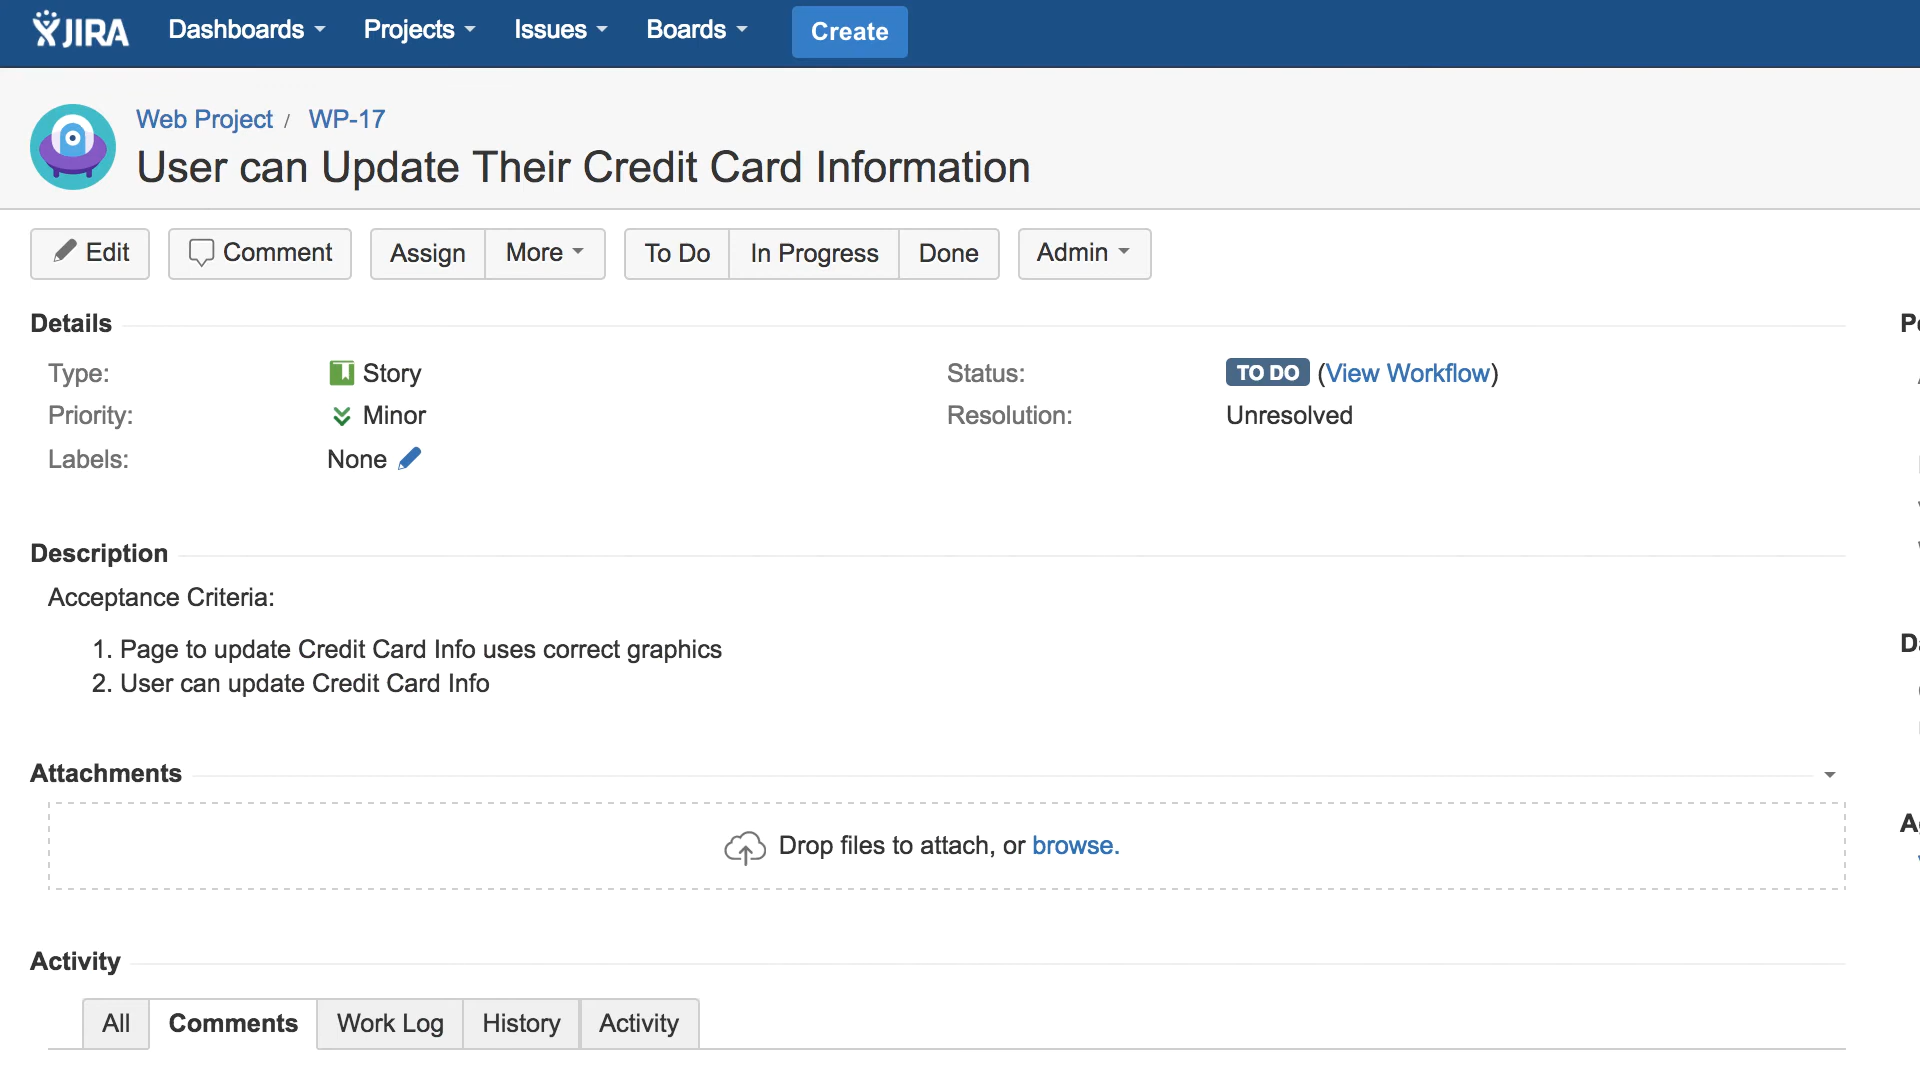 JIRA Dashboards Projects Issues Boards Create
Web Project / WP-17
User can Update Their Credit Card Information
Edit Comment Assign More To Do In Progress Done Admin
Details
Type: Story Status: TO DO (View Workflow)
Priority: Minor Resolution: Unresolved
Labels: None
Description
Acceptance Criteria:
1. Page to update Credit Card Info uses correct graphics
2. User can update Credit Card Info
Attachments
Drop files to attach, or browse.
Activity
All Comments Work Log History Activity